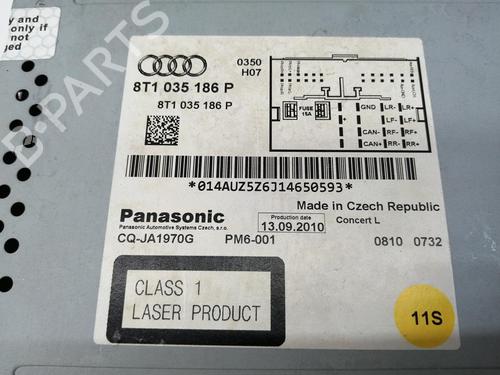 y and
only if
not
ged
0350
H07
8T1 035 186 P
8T1 035 186 P
FUSE
15A
GND LR- LR+
+ LF- LF+
CAN- RF- RF+
CAN+ RR- RR+
*014AUZ5Z6J14650593*
Made in Czech Republic
Panasonic
Panasonic Automotive Systems Czech, s.r.o.
Production date
13.09.2010
Concert L
CQ-JA1970G PM6-001 0810 0732
CLASS 1
LASER PRODUCT
11S
B-PARTS